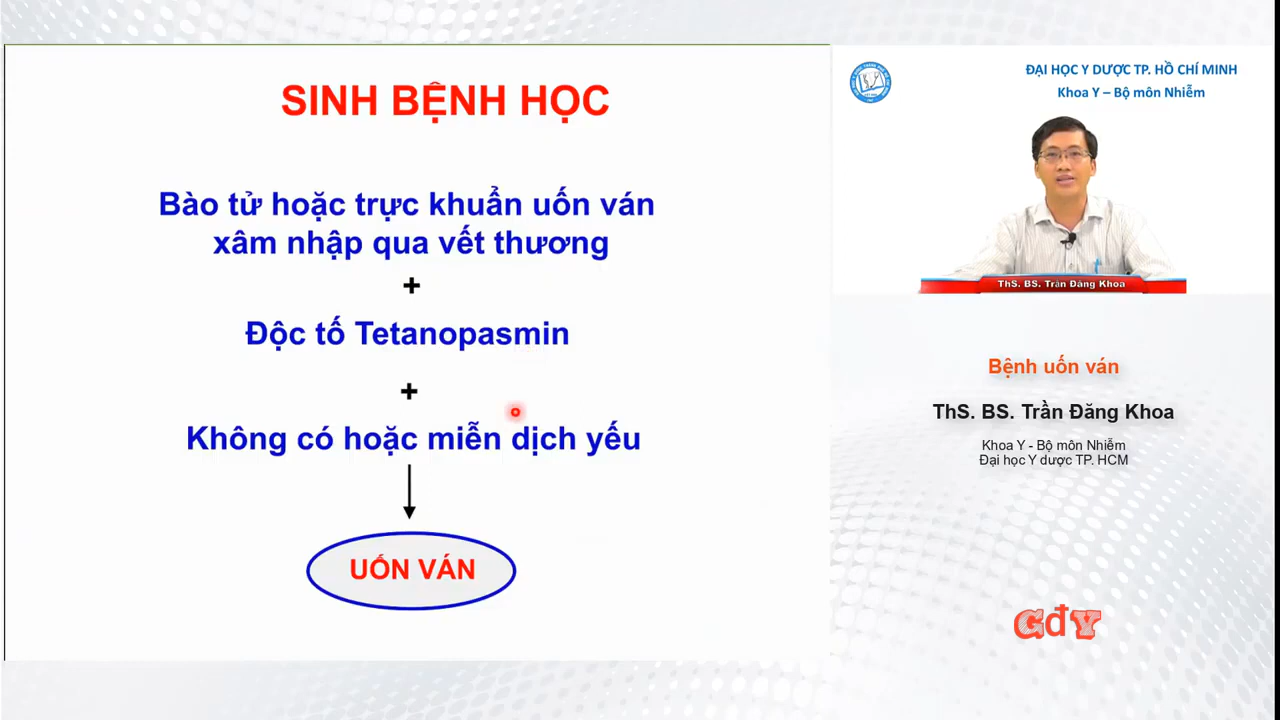 SINH BỆNH HỌC
Bào tử hoặc trực khuẩn uốn ván
xâm nhập qua vết thương
+
Độc tố Tetanopasmin
+
Không có hoặc miễn dịch yếu
UỐN VÁN
ĐẠI HỌC Y DƯỢC TP. HỒ CHÍ MINH
Khoa Y – Bộ môn Nhiễm
ThS. BS. Trần Đăng Khoa
Bệnh uốn ván
ThS. BS. Trần Đăng Khoa
Khoa Y - Bộ môn Nhiễm
Đại học Y dược TP. HCM
GđY